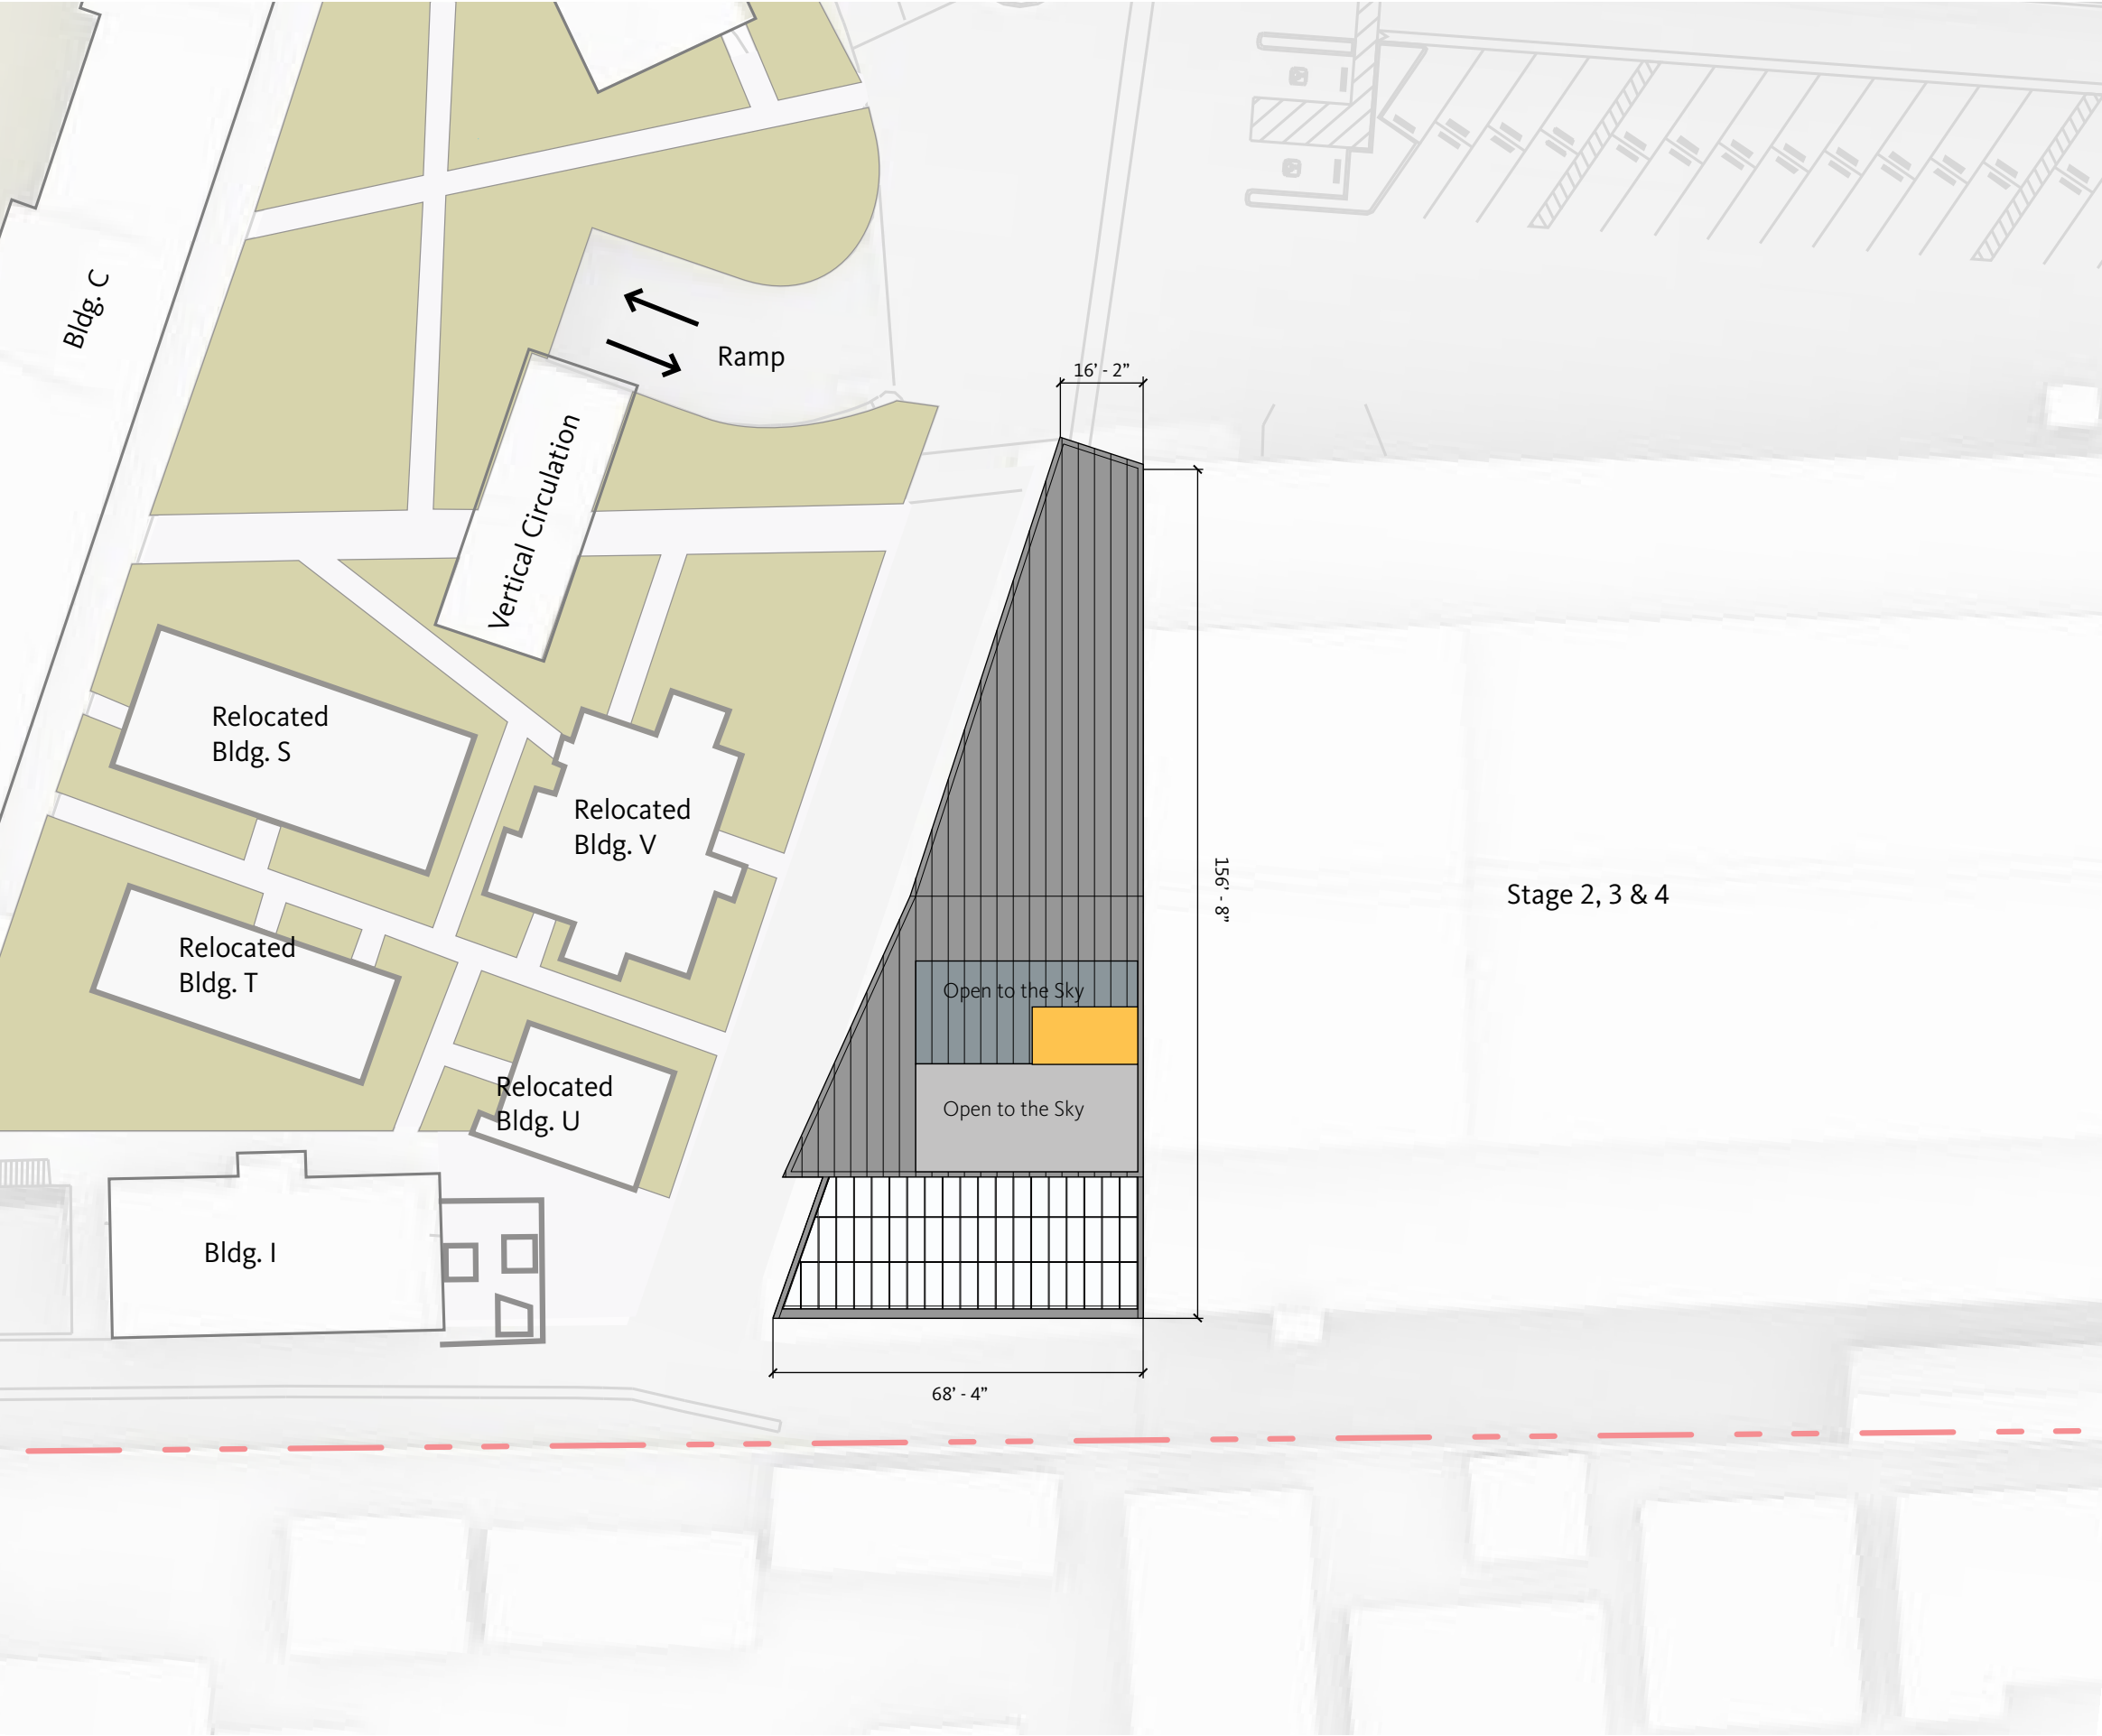 Bldg. C
Ramp
16' - 2”
Vertical Circulation
Relocated
Bldg. S
Relocated
Bldg. V
156' - 8”
Stage 2, 3 & 4
Relocated
Bldg. T
Open to the Sky
Relocated
Bldg. U
Open to the Sky
Bldg. I
68' - 4”